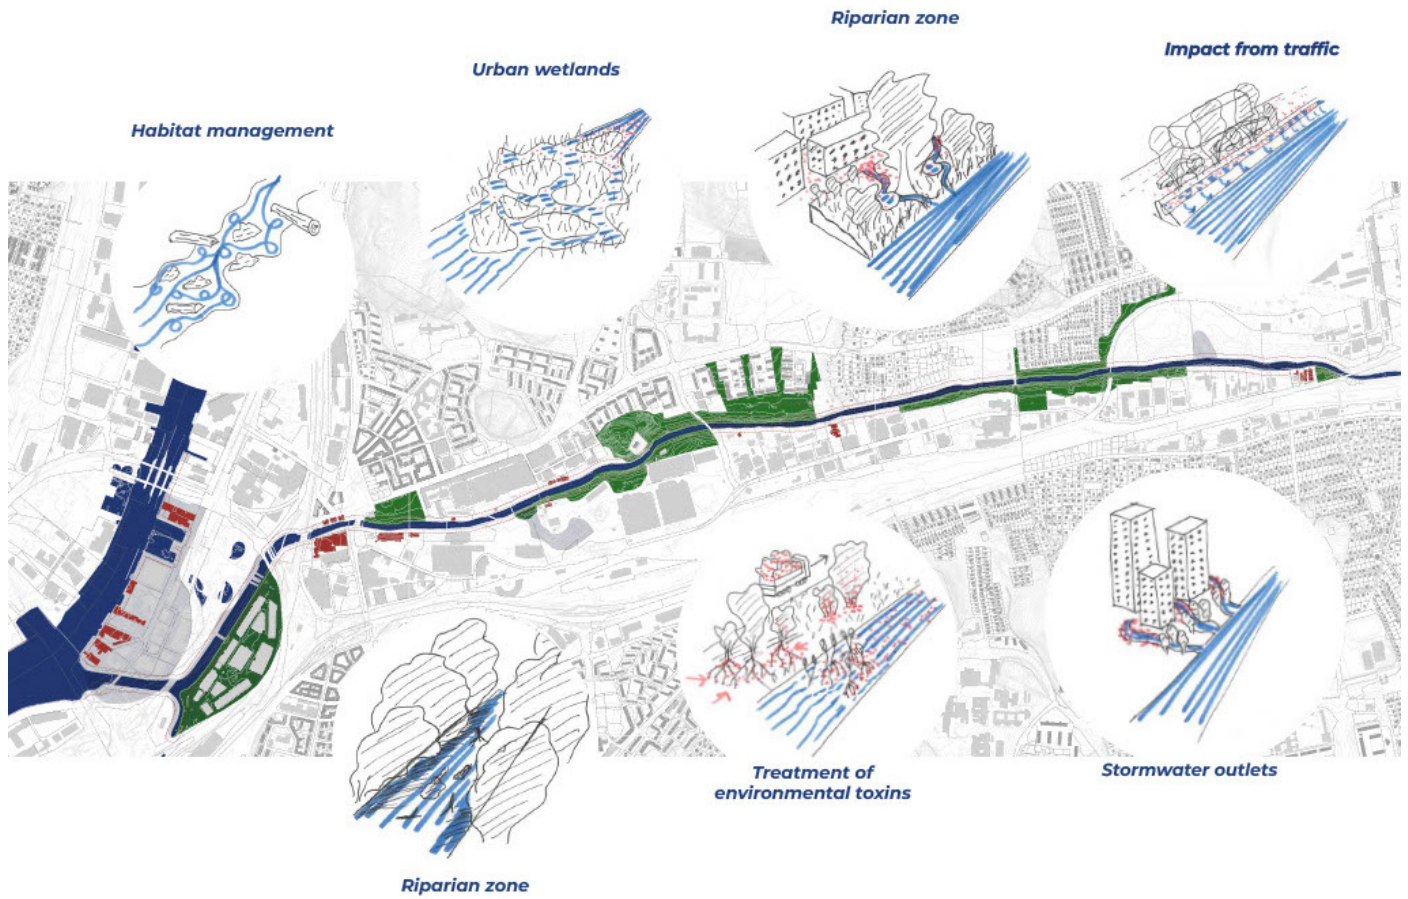 Riparian zone
Impact from traffic
Urban wetlands
Habitat management
Treatment of
environmental toxins
Stormwater outlets
Riparian zone